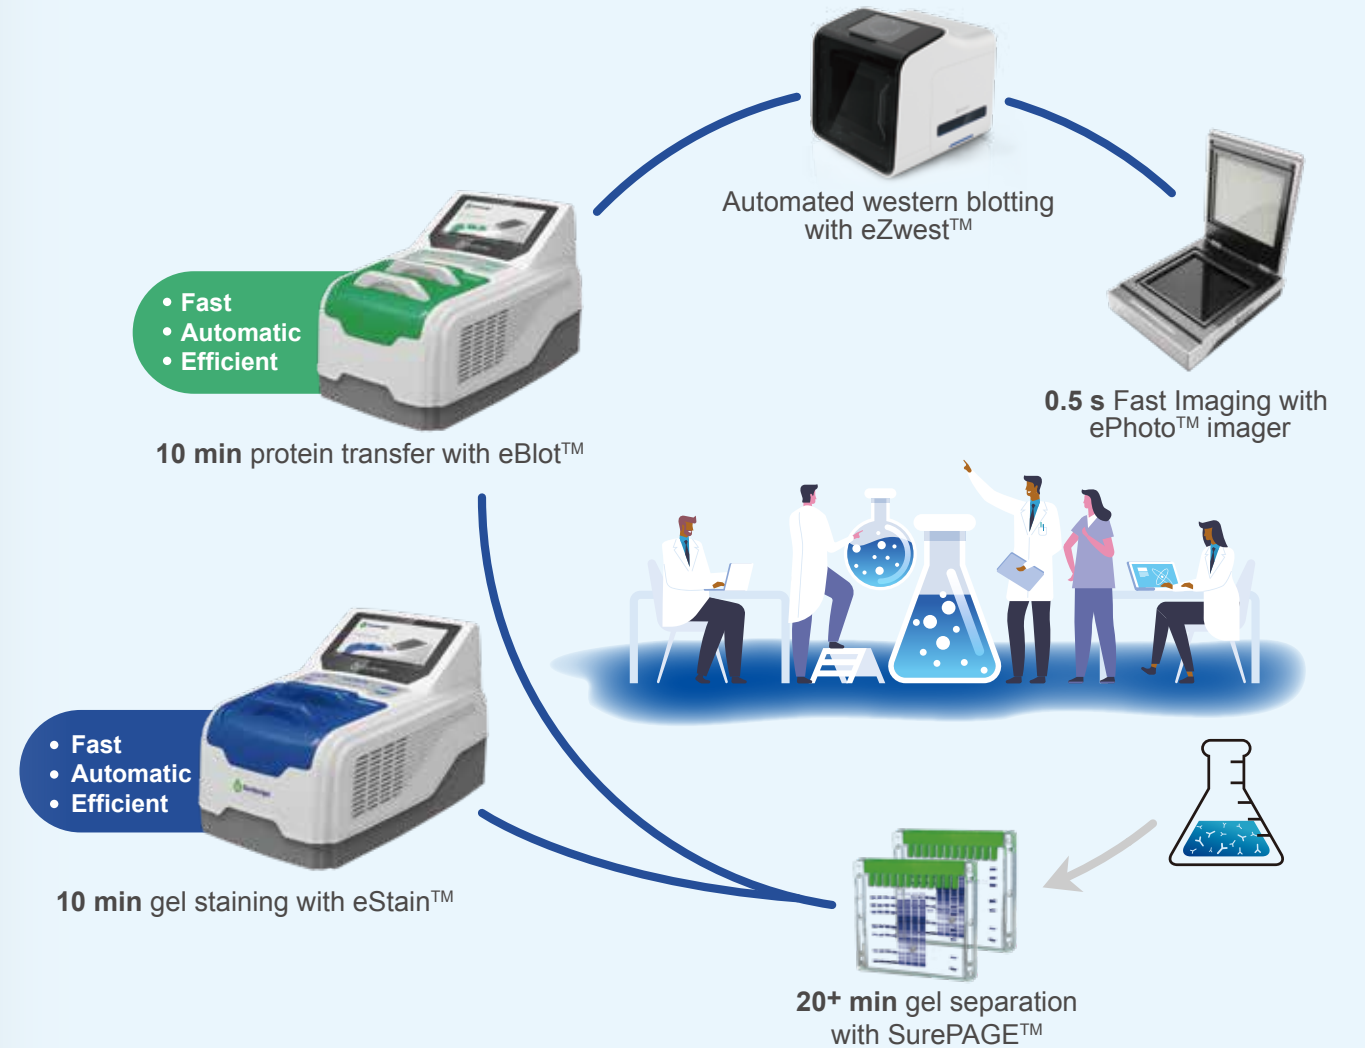 Automated western blotting
with eZwest™
• Fast
• Automatic
• Efficient
10 min protein transfer with eBlot™
0.5 s Fast Imaging with
ePhoto™ imager
• Fast
• Automatic
• Efficient
10 min gel staining with eStain™
20+ min gel separation
with SurePAGE™